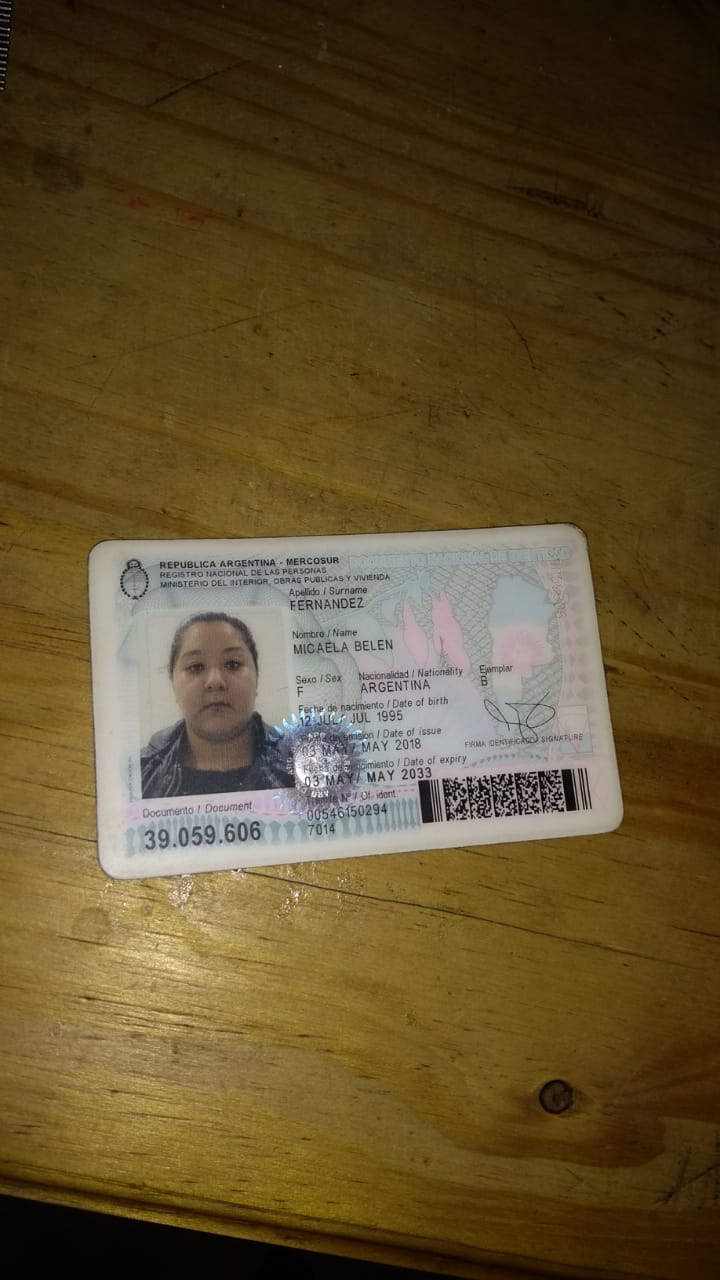 REPUBLICA ARGENTINA - MERCOSUR
REGISTRO NACIONAL DE LAS PERSONAS
MINISTERIO DEL INTERIOR, OBRAS PUBLICAS Y VIVIENDA
Apellido / Surname
FERNANDEZ
Nombre / Name
MICAELA BELEN
Sexo / Sex Nacionalidad / Nationality Ejemplar
F ARGENTINA B
Fecha de nacimiento / Date of birth
12 JUL/ JUL 1995
Fecha de emisión / Date of issue
03 MAY/ MAY 2018
FIRMA IDENTIFICADO / SIGNATURE
Fecha de vencimiento / Date of expiry
03 MAY/ MAY 2033
Documento / Document
39.059.606
Trámite Nº / Of. ident.
00546150294
7014